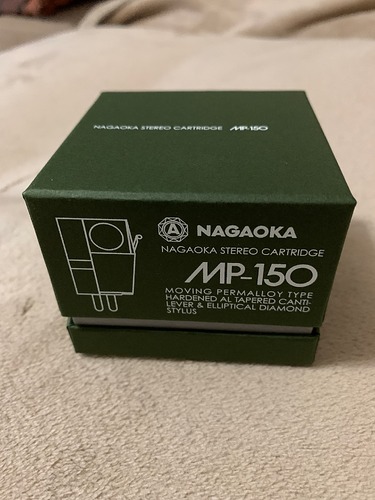 NAGAOKA STEREO CARTRIDGE MP-150
NAGAOKA
NAGAOKA STEREO CARTRIDGE
MP-150
MOVING PERMALLOY TYPE
HARDENED AL TAPERED CANTI-
LEVER & ELLIPTICAL DIAMOND
STYLUS